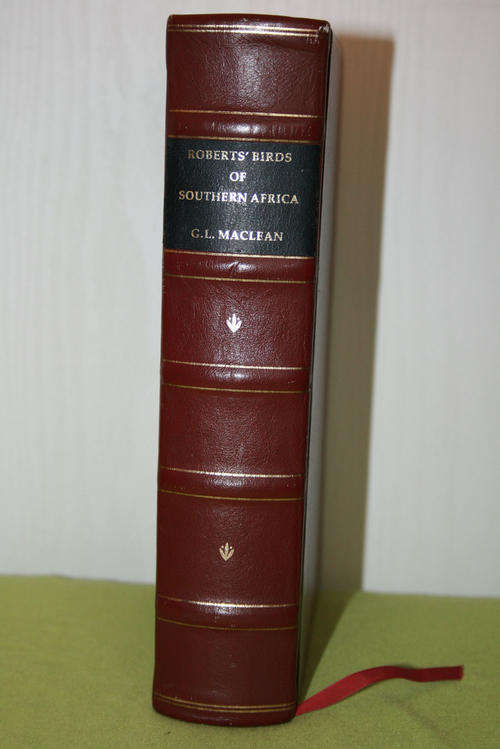 ROBERTS' BIRDS
OF
SOUTHERN AFRICA
G.L. MACLEAN